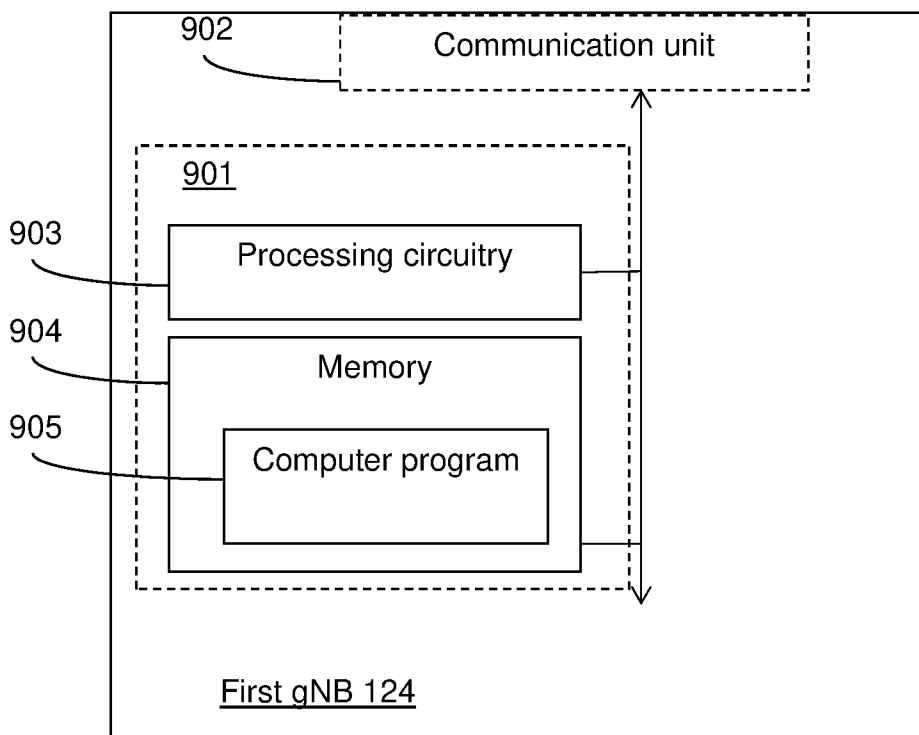 902
Communication unit
901
903
Processing circuitry
904
Memory
905
Computer program
First gNB 124